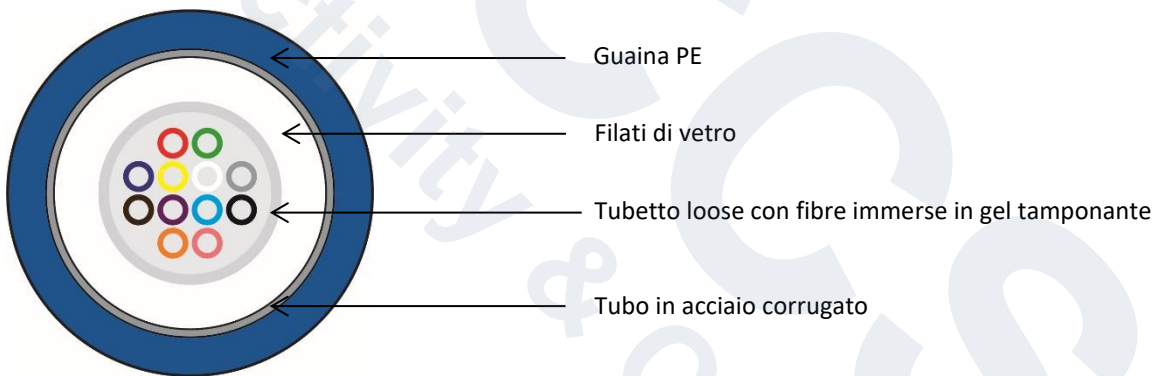 Guaina PE
Filati di vetro
Tubetto loose con fibre immerse in gel tamponante
Tubo in acciaio corrugato